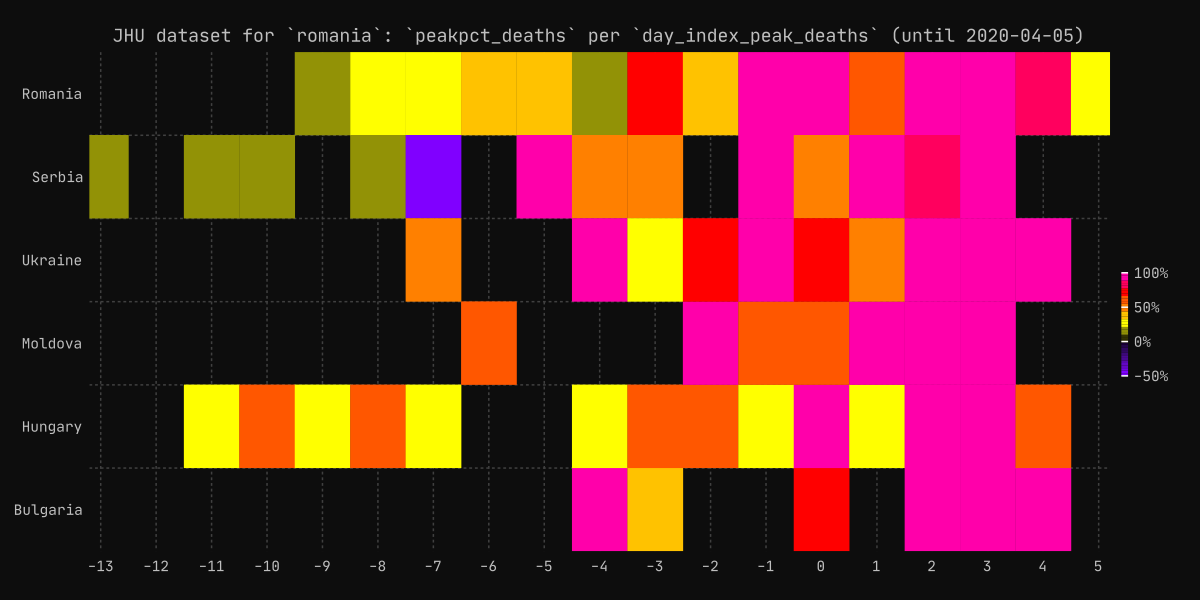 JHU dataset for `romania`: `peakpct_deaths` per `day_index_peak_deaths` (until 2020-04-05)
Romania
Serbia
Ukraine
Moldova
Hungary
Bulgaria
100%
50%
0%
-50%
-13 -12 -11 -10 -9 -8 -7 -6 -5 -4 -3 -2 -1 0 1 2 3 4 5